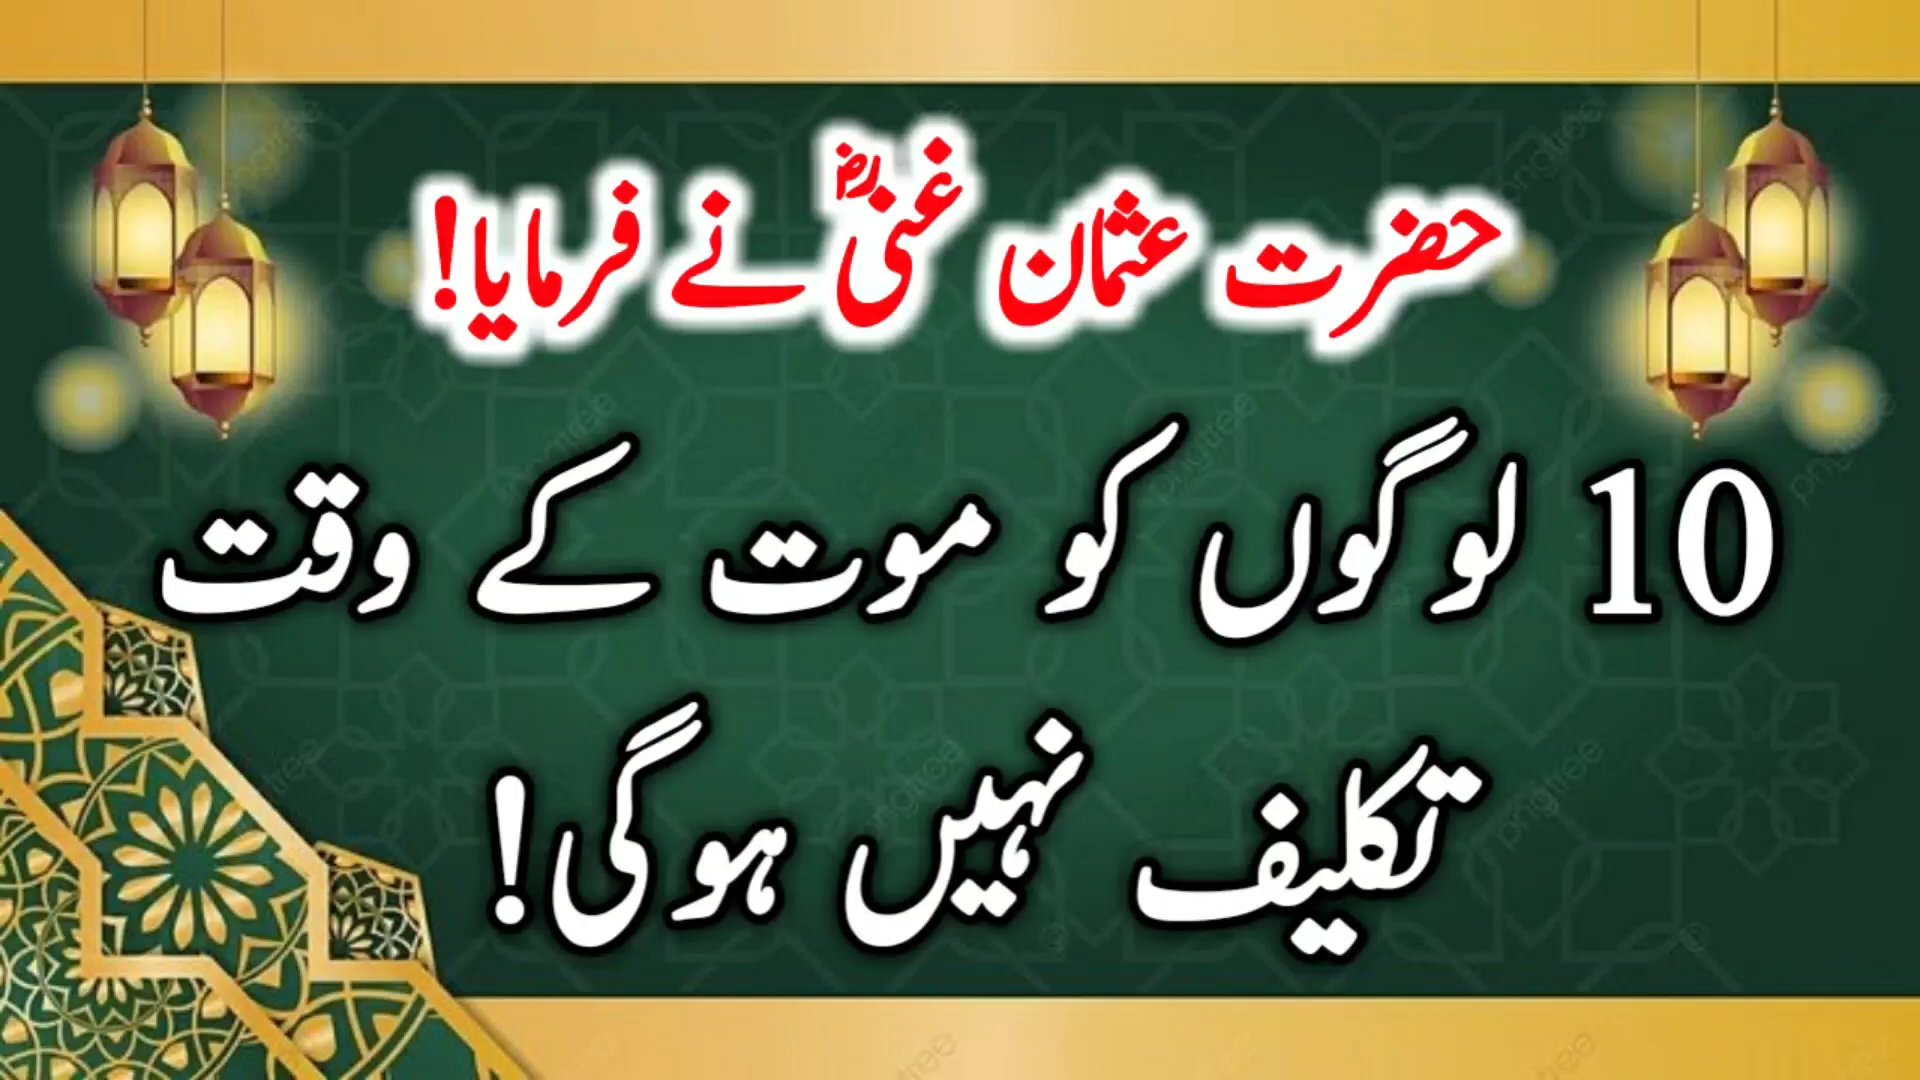 حضرت عثمان غنیؓ نے فرمایا!
10 لوگوں کو موت کے وقت
تکلیف نہیں ہوگی!